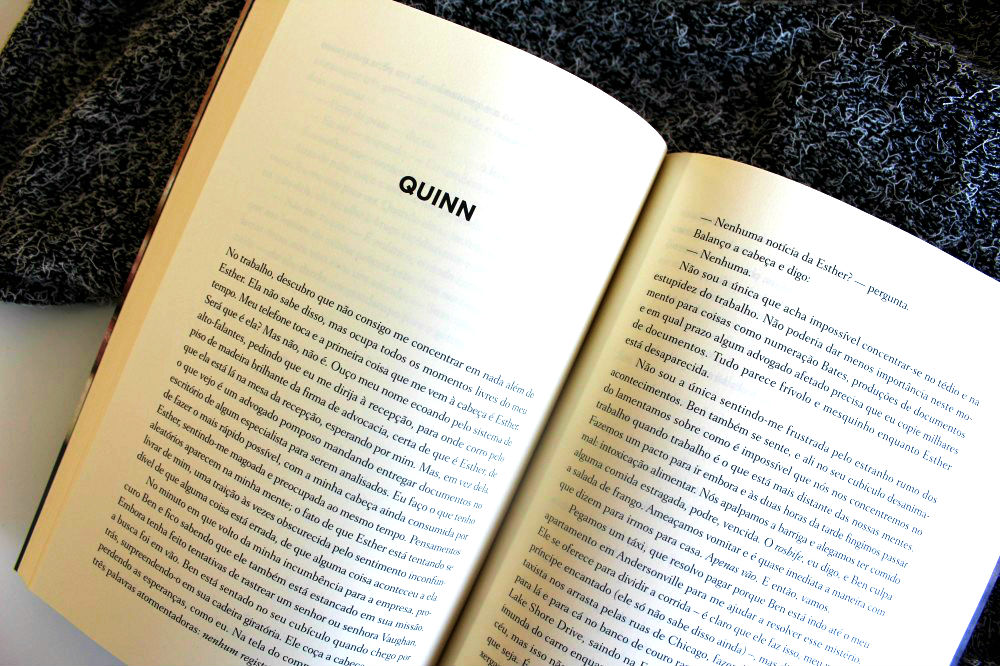 QUINN
No trabalho, descubro que não consigo me concentrar em nada além de
Esther. Ela não sabe disso, mas ocupa todos os momentos livres do meu
tempo. Meu telefone toca e a primeira coisa que me vem à cabeça é Esther.
Será que é ela? Mas não, não é. Ouço meu nome ecoando pelo sistema de
alto-falantes, pedindo que eu me dirija à recepção, para onde corro pelo
piso de madeira brilhante da firma de advocacia, certa de que é Esther, de
que ela está lá na mesa da recepção, esperando por mim. Mas, em vez dela,
o que vejo é um advogado pomposo mandando entregar documentos no
escritório de algum especialista para serem analisados. Eu faço o que tenho
de fazer o mais rápido possível, com a minha cabeça ainda consumida por
Esther, sentindo-me magoada e preocupada ao mesmo tempo. Pensamentos
aleatórios aparecem na minha mente; o fato de que Esther está tentando se
livrar de mim, uma traição às vezes obscurecida pelo sentimento inconfun-
dível de que alguma coisa está errada, de que alguma coisa aconteceu a ela.
No minuto em que volto da minha incumbência para a empresa, pro-
curo Ben e fico sabendo que ele também está estancado em sua missão.
Embora tenha feito tentativas de rastrear um senhor ou senhora Vaughan,
a busca foi em vão. Ben está sentado no seu cubículo quando chego por
trás, surpreendendo-o em sua cadeira giratória. Ele coça a cabeça
perdendo as esperanças, como eu. Na tela do comp
três palavras atormentadoras: nenhum regist
— Nenhuma notícia da Esther? — pergunta.
Balanço a cabeça e digo:
— Nenhuma.
Não sou a única que acha impossível concentrar-se no tédio e na
estupidez do trabalho. Não poderia dar menos importância neste mo-
mento para coisas como numeração Bates, produções de documentos
e em qual prazo algum advogado afetado precisa que eu copie milhares
de documentos. Tudo parece frívolo e mesquinho enquanto Esther
está desaparecida.
Não sou a única sentindo-me frustrada pelo estranho rumo dos
acontecimentos. Ben também se sente, e ali no seu cubículo desanima-
do lamentamos sobre como é impossível que nós nos concentremos no
trabalho quando trabalho é o que está mais distante das nossas mentes.
Fazemos um pacto para ir embora e às duas horas da tarde fingimos passar
mal: intoxicação alimentar. Nós apalpamos a barriga e alegamos ter comido
alguma comida estragada, podre, vencida. O rosbife, eu digo, e Ben culpa
a salada de frango. Ameaçamos vomitar e é quase imediata a maneira com
que dizem para irmos para casa. Apenas vão. E então, vamos.
Pegamos um táxi, que resolvo pagar porque Ben está indo até o meu
apartamento em Andersonville para me ajudar a resolver esse mistério.
Ele se oferece para dividir a corrida – é claro que ele faz isso, meu
príncipe encantado (ele só não sabe disso ainda) –, mas
taxista nos arrasta pelas ruas de Chicago,
para lá e para cá no banco de couro
Lake Shore Drive, saindo na
imunda do carro enquan
céu, mas isso não
que seja. É